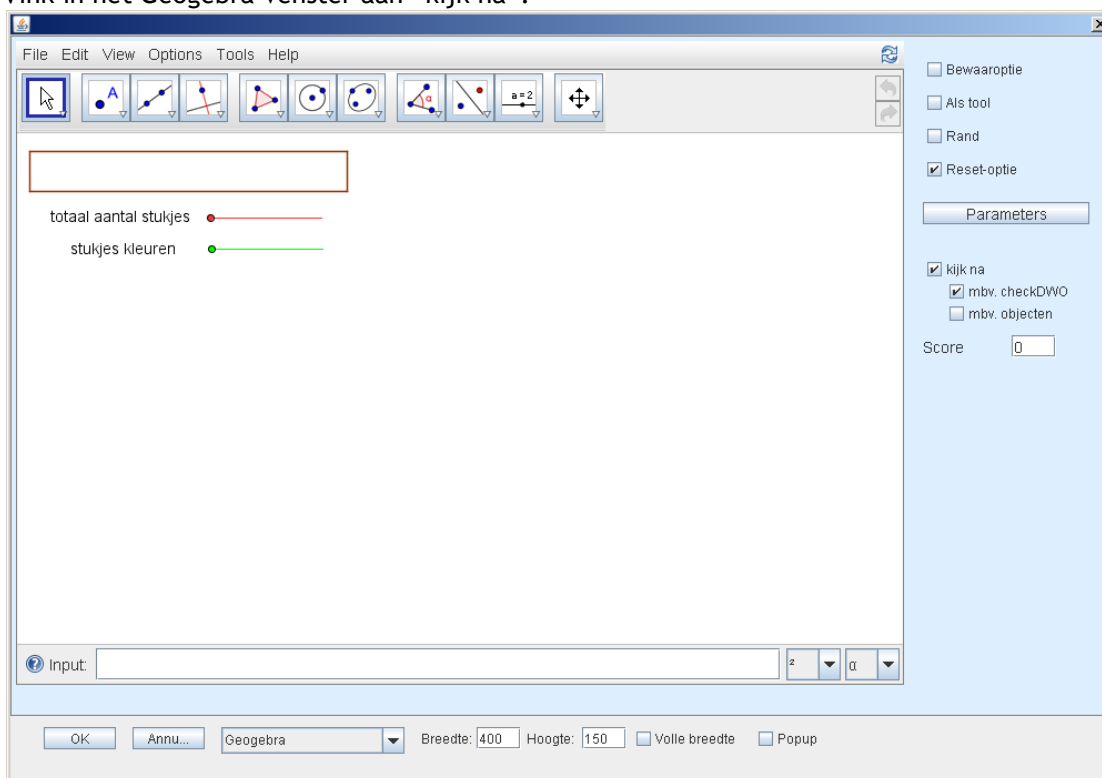 Vink in het Geogebra venster aan "kijk na".
File Edit View Options Tools Help
A
α
a = 2
totaal aantal stukjes
stukjes kleuren
Input:
²
α
Bewaaroptie
Als tool
Rand
Reset-optie
Parameters
kijk na
mbv. checkDWO
mbv. objecten
Score 0
OK Annu... Geogebra Breedte: 400 Hoogte: 150 Volle breedte Popup